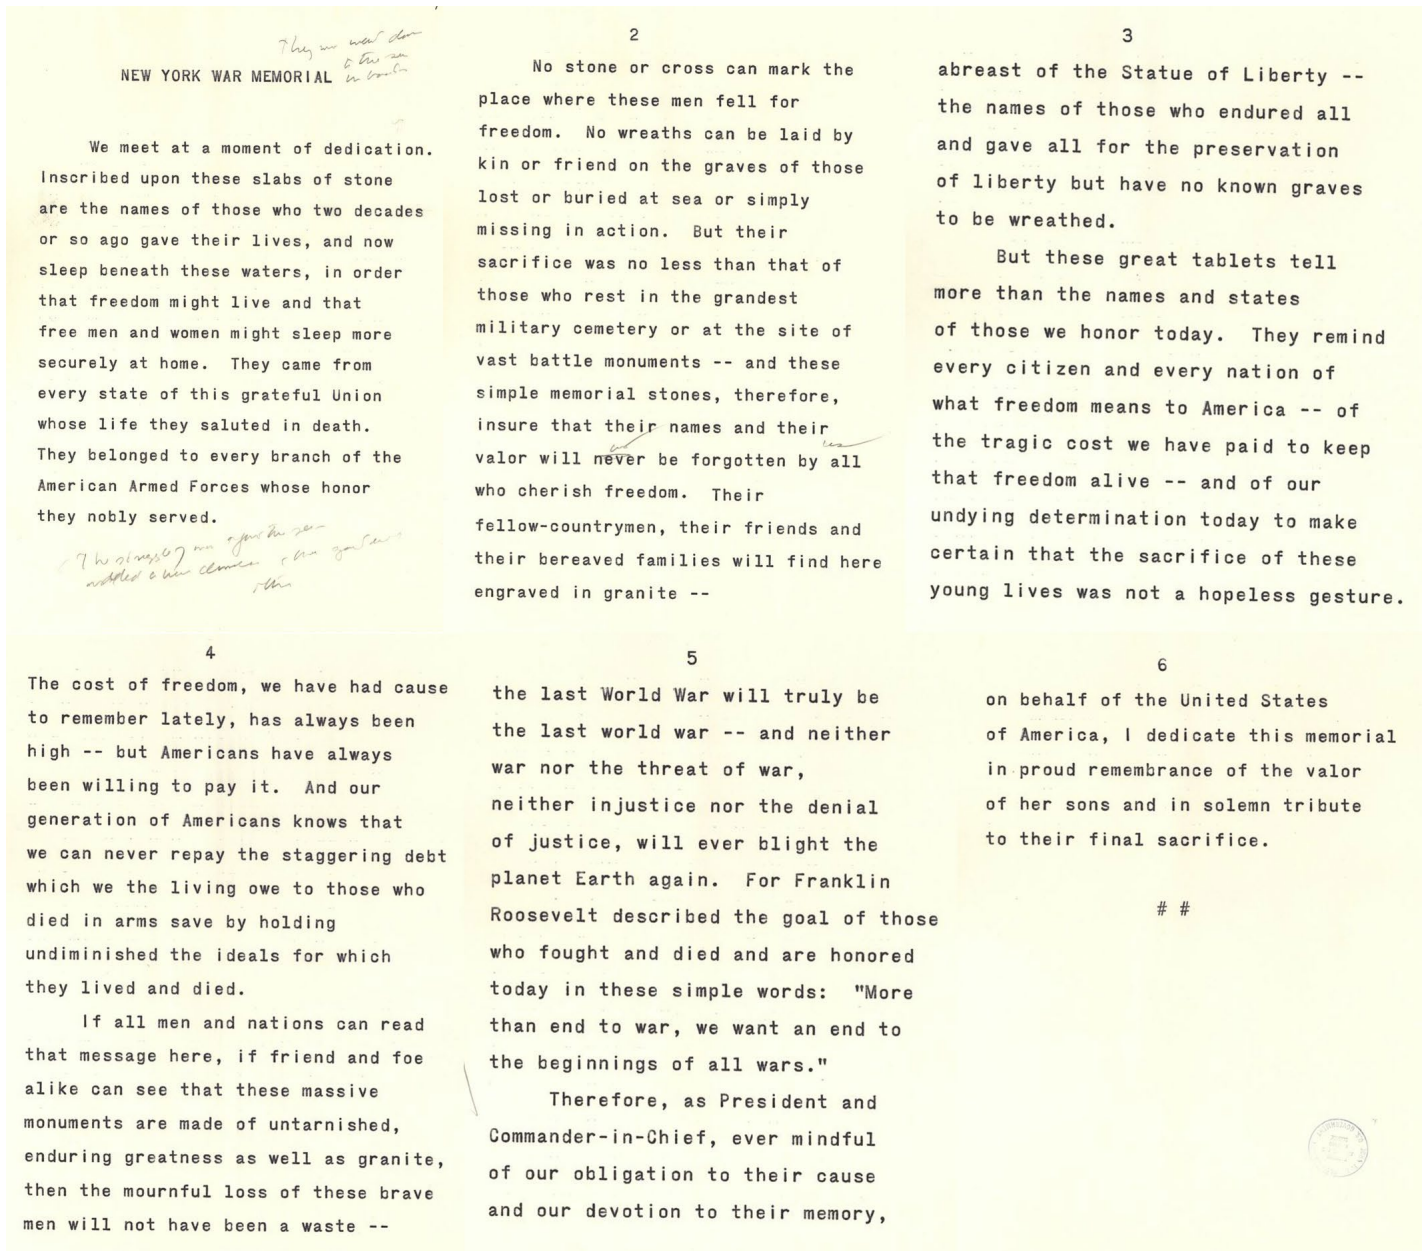 They we went down
to the sea
in boats
NEW YORK WAR MEMORIAL
We meet at a moment of dedication.
Inscribed upon these slabs of stone
are the names of those who two decades
or so ago gave their lives, and now
sleep beneath these waters, in order
that freedom might live and that
free men and women might sleep more
securely at home.  They came from
every state of this grateful Union
whose life they saluted in death.
They belonged to every branch of the
American Armed Forces whose honor
they nobly served.
The struggle of men against the sea
2
No stone or cross can mark the
place where these men fell for
freedom.  No wreaths can be laid by
kin or friend on the graves of those
lost or buried at sea or simply
missing in action.  But their
sacrifice was no less than that of
those who rest in the grandest
military cemetery or at the site of
vast battle monuments -- and these
simple memorial stones, therefore,
insure that their names and their
valor will never be forgotten by all
who cherish freedom.  Their
fellow-countrymen, their friends and
their bereaved families will find here
engraved in granite --
3
abreast of the Statue of Liberty --
the names of those who endured all
and gave all for the preservation
of liberty but have no known graves
to be wreathed.
But these great tablets tell
more than the names and states
of those we honor today.  They remind
every citizen and every nation of
what freedom means to America -- of
the tragic cost we have paid to keep
that freedom alive -- and of our
undying determination today to make
certain that the sacrifice of these
young lives was not a hopeless gesture.
4
The cost of freedom, we have had cause
to remember lately, has always been
high -- but Americans have always
been willing to pay it.  And our
generation of Americans knows that
we can never repay the staggering debt
which we the living owe to those who
died in arms save by holding
undiminished the ideals for which
they lived and died.
If all men and nations can read
that message here, if friend and foe
alike can see that these massive
monuments are made of untarnished,
enduring greatness as well as granite,
then the mournful loss of these brave
men will not have been a waste --
5
the last World War will truly be
the last world war -- and neither
war nor the threat of war,
neither injustice nor the denial
of justice, will ever blight the
planet Earth again.  For Franklin
Roosevelt described the goal of those
who fought and died and are honored
today in these simple words:  "More
than end to war, we want an end to
the beginnings of all wars."
Therefore, as President and
Commander-in-Chief, ever mindful
of our obligation to their cause
and our devotion to their memory,
6
on behalf of the United States
of America, I dedicate this memorial
in proud remembrance of the valor
of her sons and in solemn tribute
to their final sacrifice.
# #